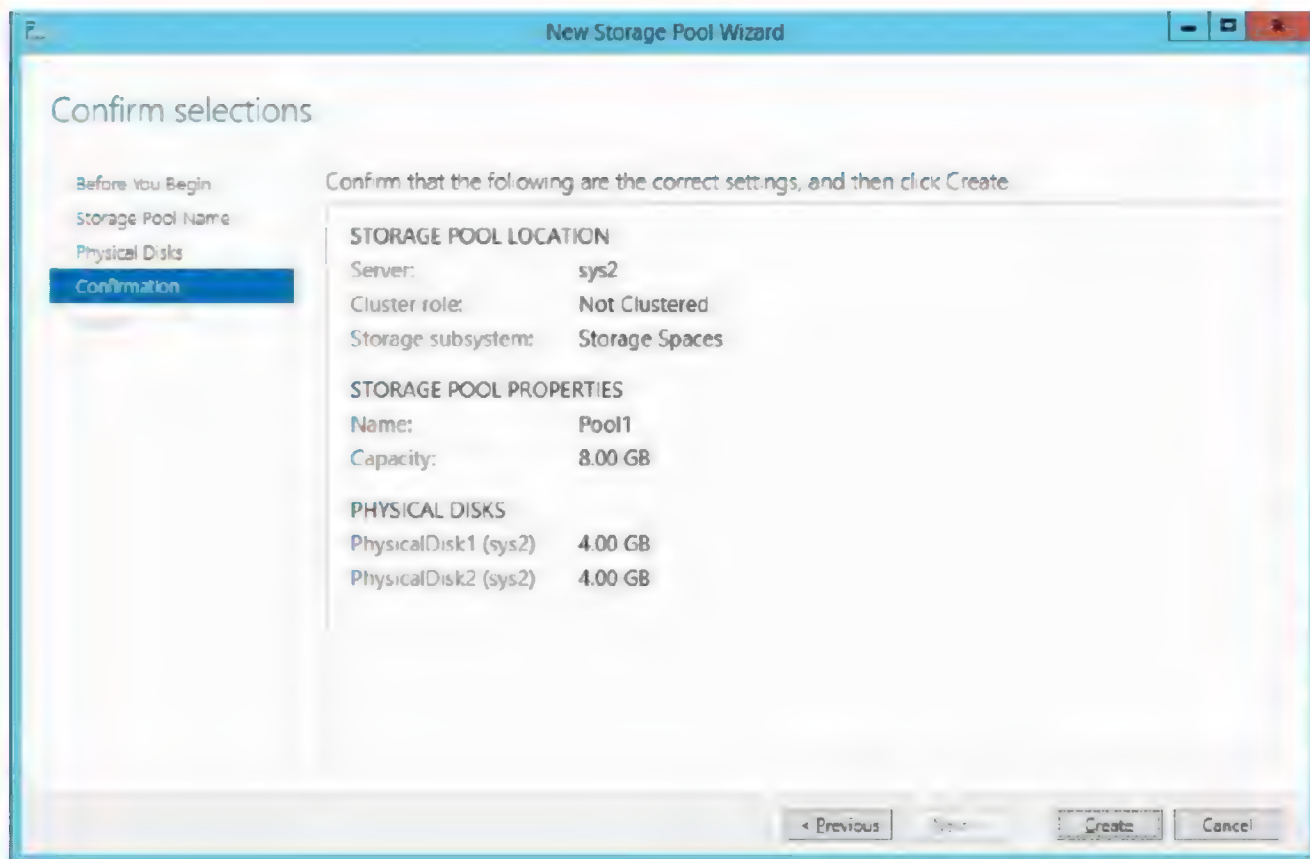 New Storage Pool Wizard
Confirm selections
Before You Begin
Storage Pool Name
Physical Disks
Confirmation
Confirm that the following are the correct settings, and then click Create
STORAGE POOL LOCATION
Server: sys2
Cluster role: Not Clustered
Storage subsystem: Storage Spaces
STORAGE POOL PROPERTIES
Name: Pool1
Capacity: 8.00 GB
PHYSICAL DISKS
PhysicalDisk1 (sys2) 4.00 GB
PhysicalDisk2 (sys2) 4.00 GB
< Previous Create Cancel